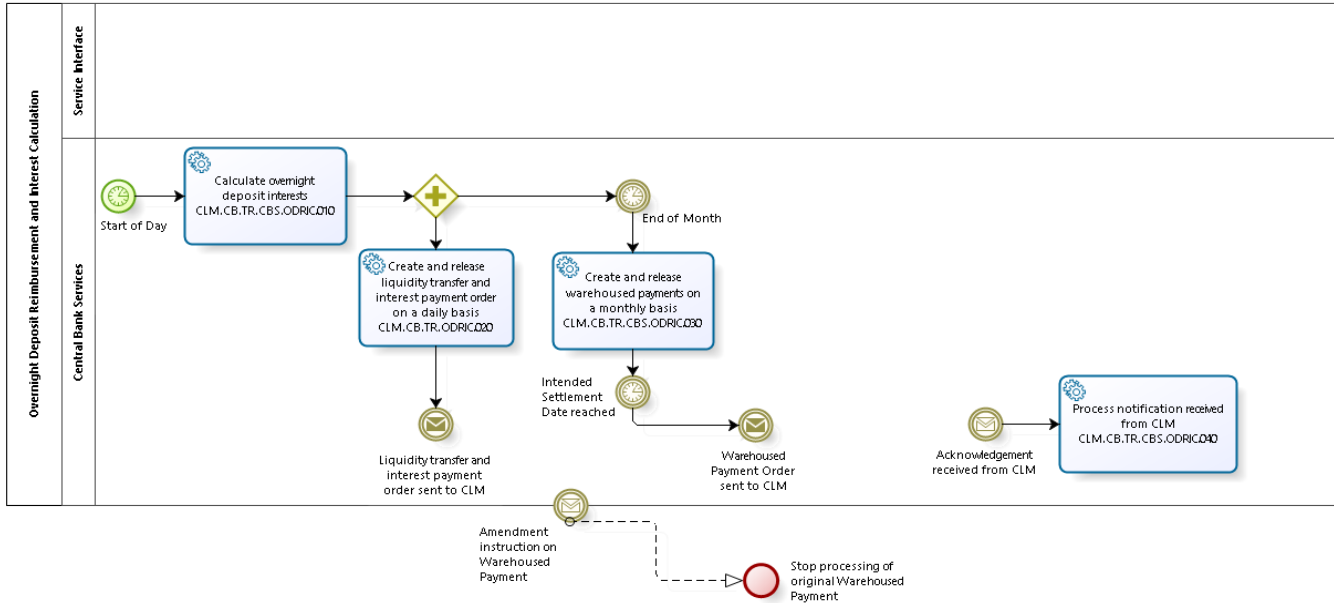 Overnight Deposit Reimbursement and Interest Calculation
Service Interface
Central Bank Services
Start of Day
Calculate overnight
deposit interests
CLM.CB.TR.CBS.ODRIC.010
End of Month
Create and release
liquidity transfer and
interest payment order
on a daily basis
CLM.CB.TR.ODRIC.020
Create and release
warehoused payments on
a monthly basis
CLM.CB.TR.CBS.ODRIC.030
Intended
Settlement
Date reached
Liquidity transfer and
interest payment
order sent to CLM
Warehoused
Payment Order
sent to CLM
Acknowledgement
received from CLM
Process notification received
from CLM
CLM.CB.TR.CBS.ODRIC.040
Amendment
instruction on
Warehoused
Payment
Stop processing of
original Warehoused
Payment